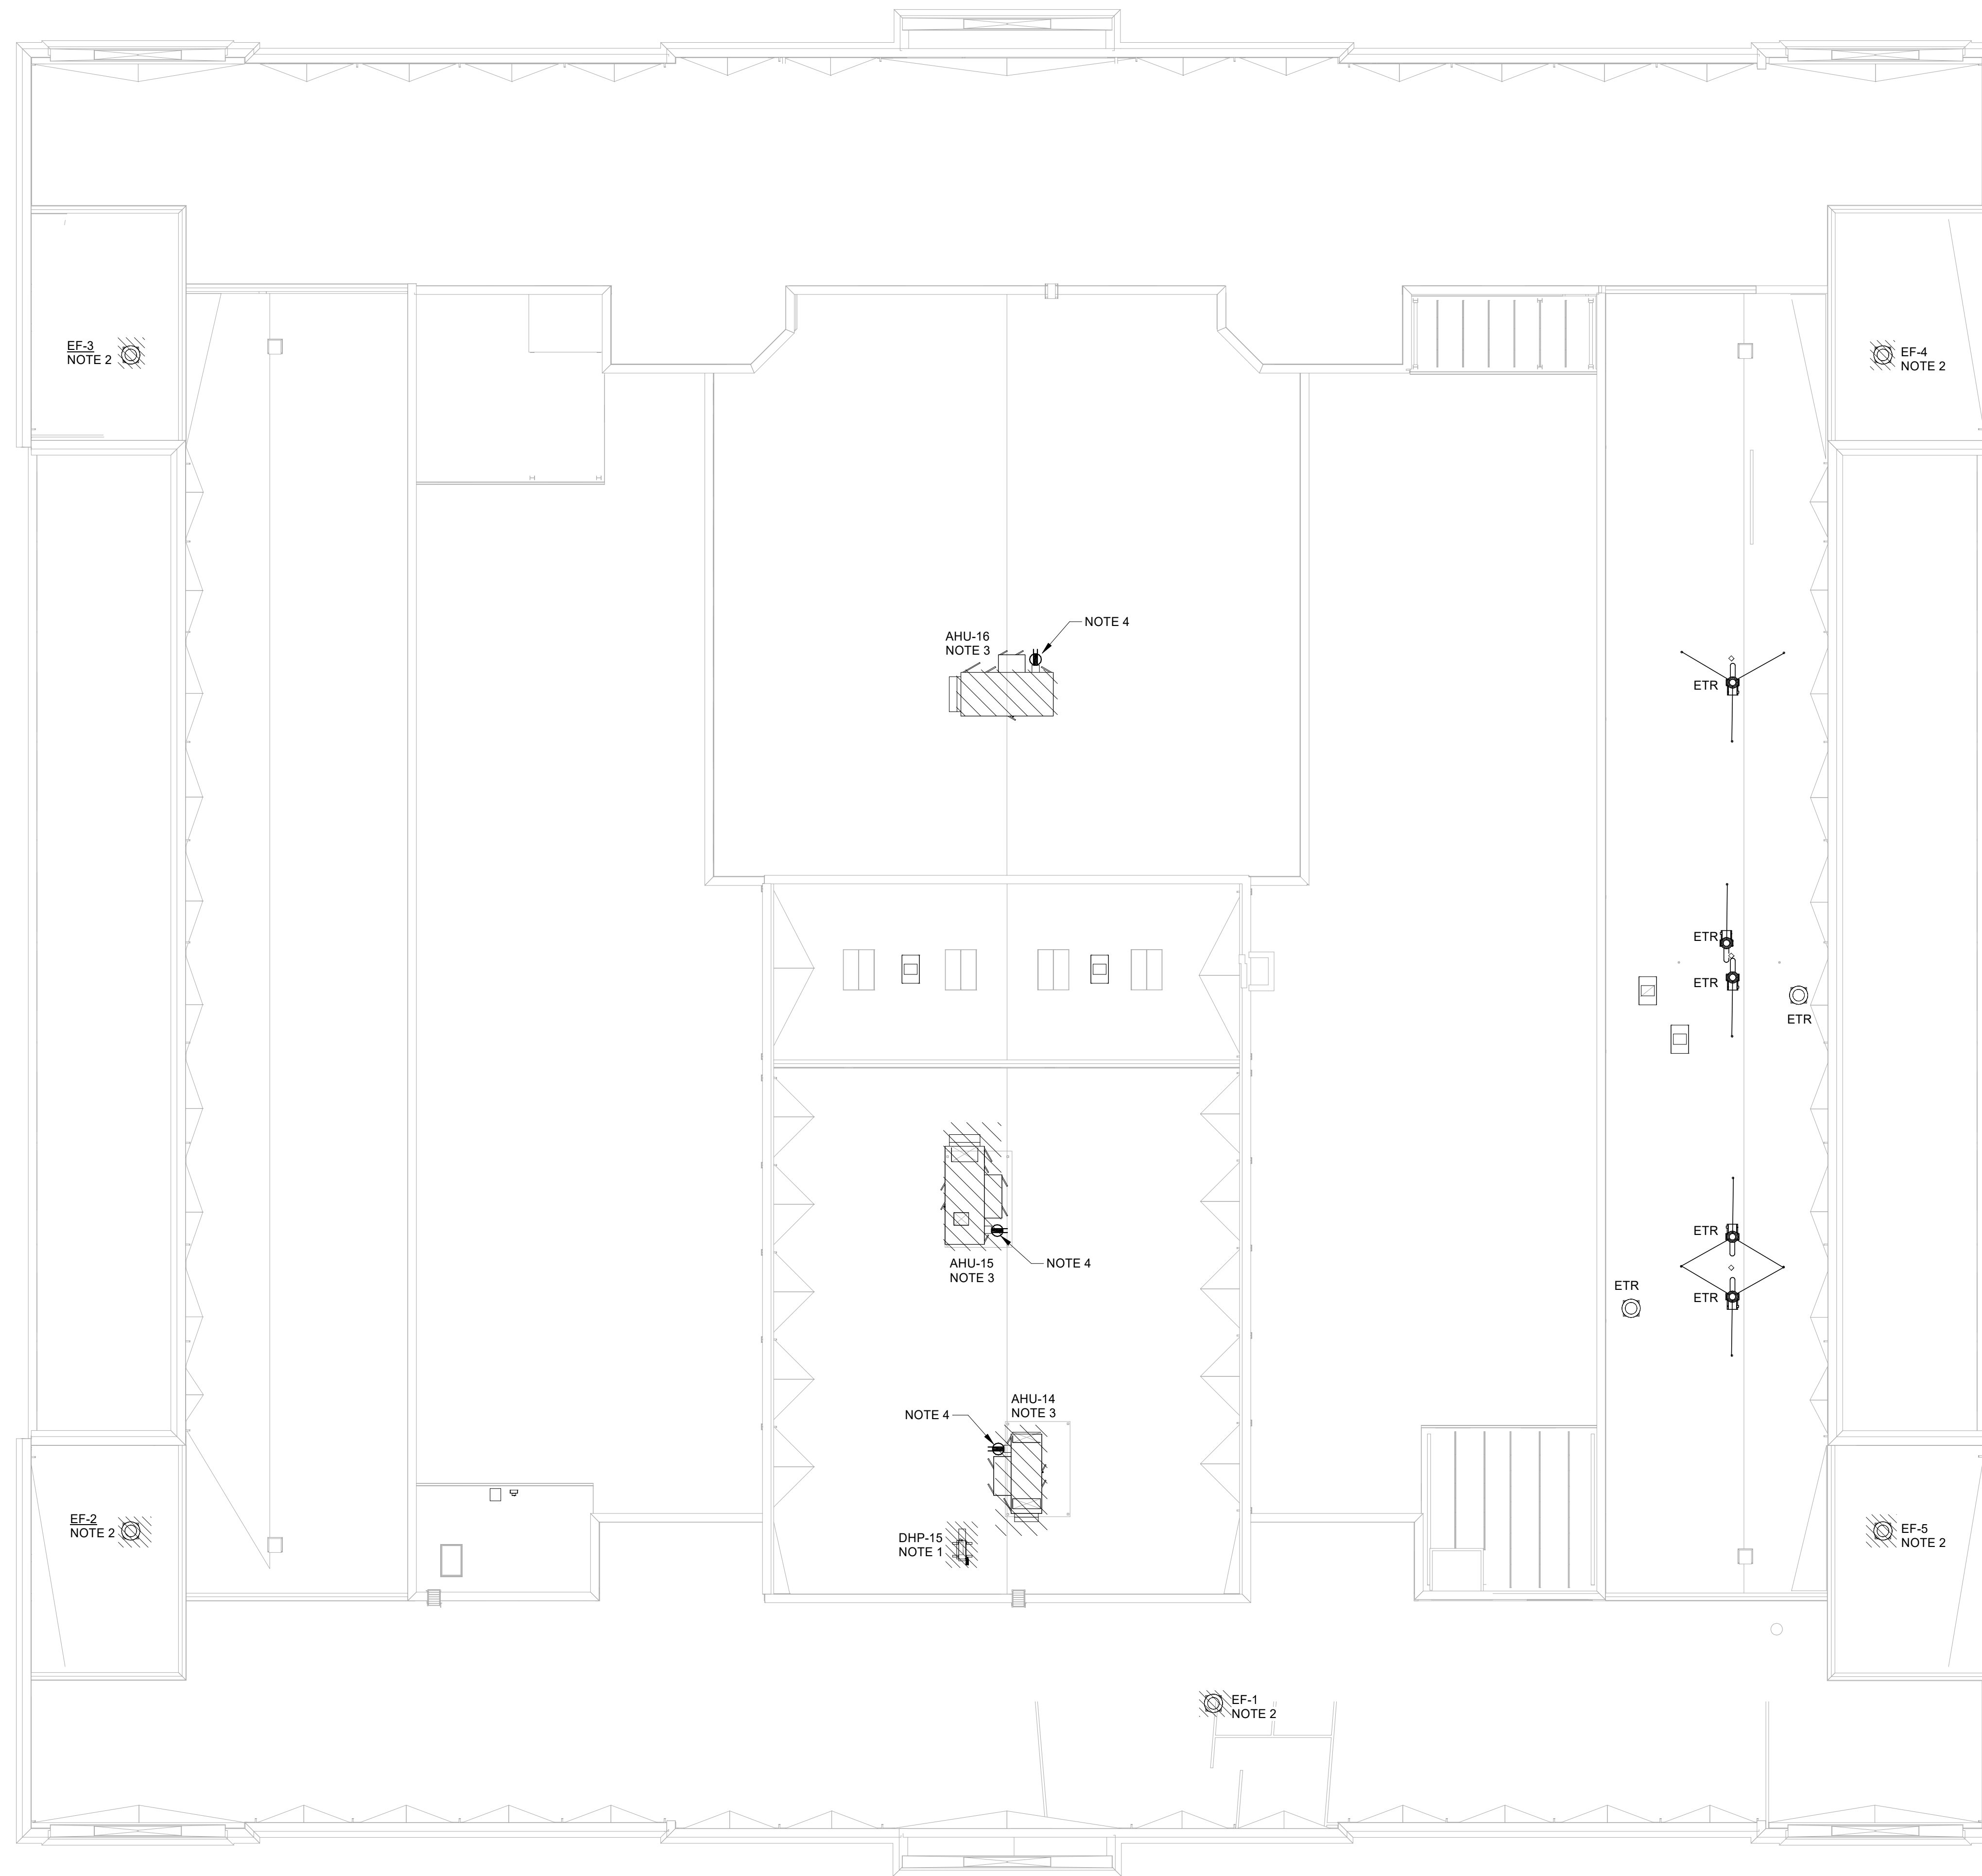 EF-3
NOTE 2
EF-4
NOTE 2
NOTE 4
AHU-16
NOTE 3
ETR
ETR
ETR
ETR
ETR
NOTE 4
AHU-15
NOTE 3
ETR
ETR
AHU-14
NOTE 3
NOTE 4
EF-2
NOTE 2
DHP-15
NOTE 1
EF-5
NOTE 2
EF-1
NOTE 2